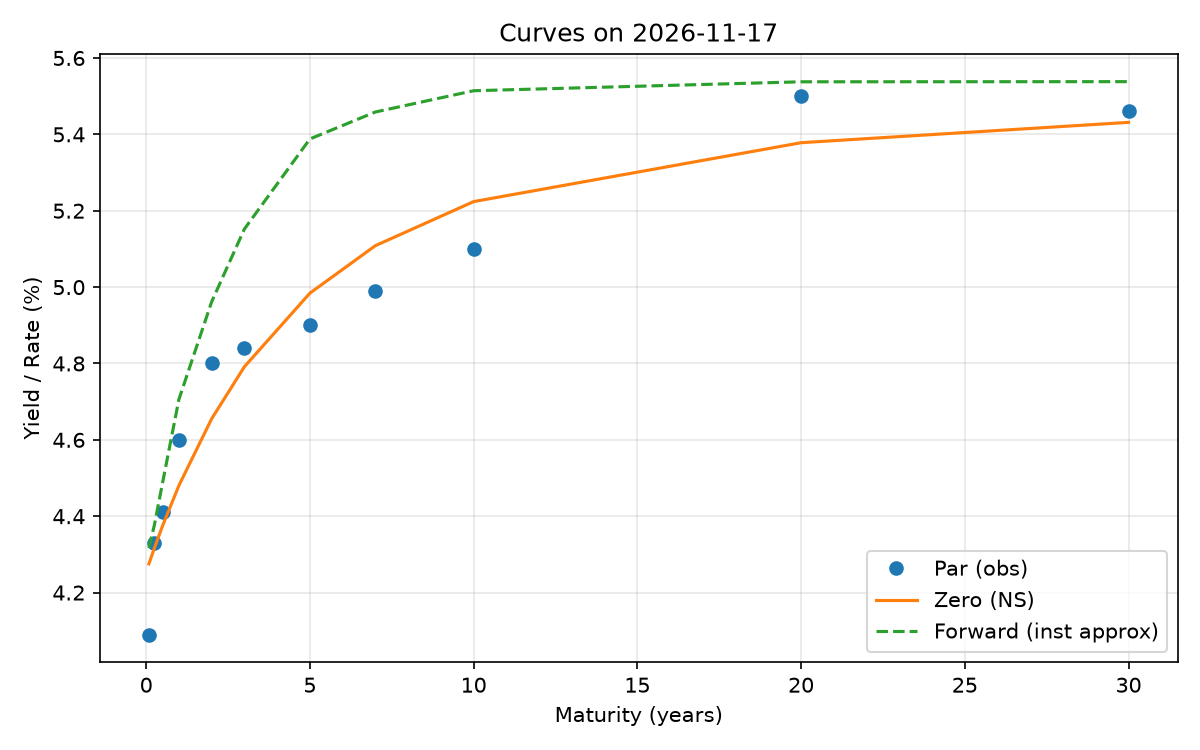 Curves on 2026-11-17
Yield / Rate (%)
5.6
5.4
5.2
5.0
4.8
4.6
4.4
4.2
0 5 10 15 20 25 30
Maturity (years)
Par (obs)
Zero (NS)
Forward (inst approx)